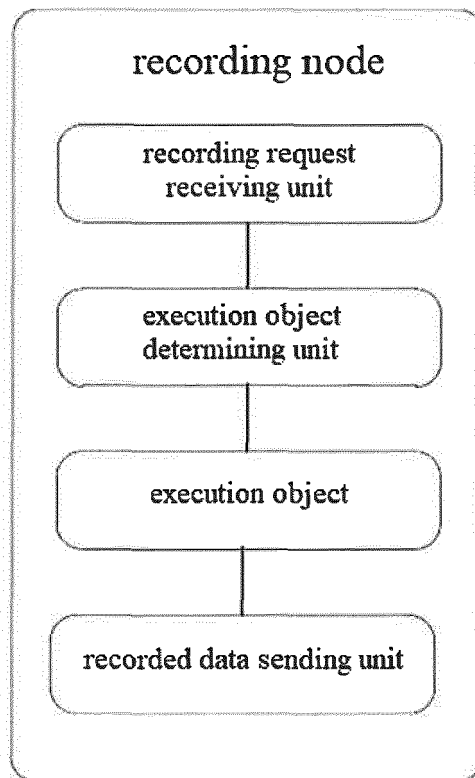 recording node
recording request
receiving unit
execution object
determining unit
execution object
recorded data sending unit